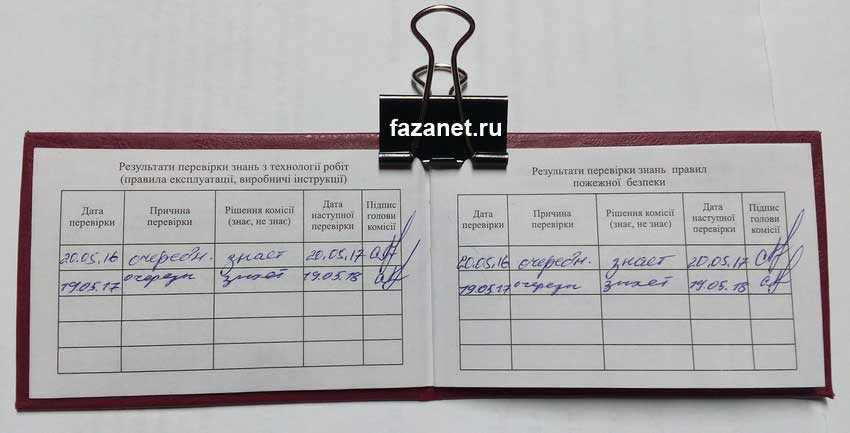 fazanet.ru
Результати перевірки знань з технології робіт
(правила експлуатації, виробничі інструкції)
Дата перевірки Причина перевірки Рішення комісії (знає, не знає) Дата наступної перевірки Підпис голови комісії
20.05.16 очередн. знает 20.05.17
19.05.17 очередн знает 19.05.18
Результати перевірки знань правил
пожежної безпеки
Дата перевірки Причина перевірки Рішення комісії (знає, не знає) Дата наступної перевірки Підпис голови комісії
20.05.16 очередн. знает 20.05.17
19.05.17 очередн знает 19.05.18